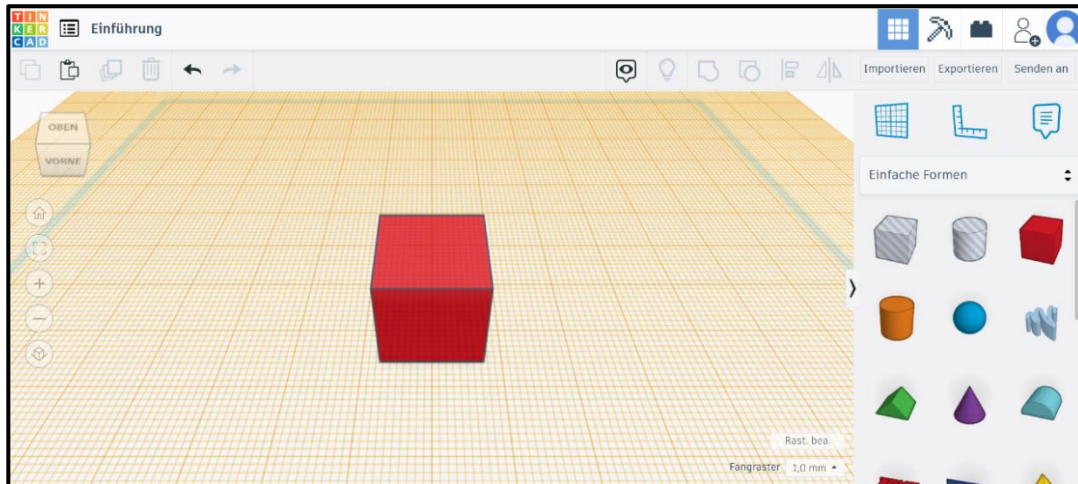 TIN
KER
CAD
Einführung
Importieren Exportieren Senden an
OBEN
VORNE
Einfache Formen
Rast. bea.
Fangraster 1,0 mm